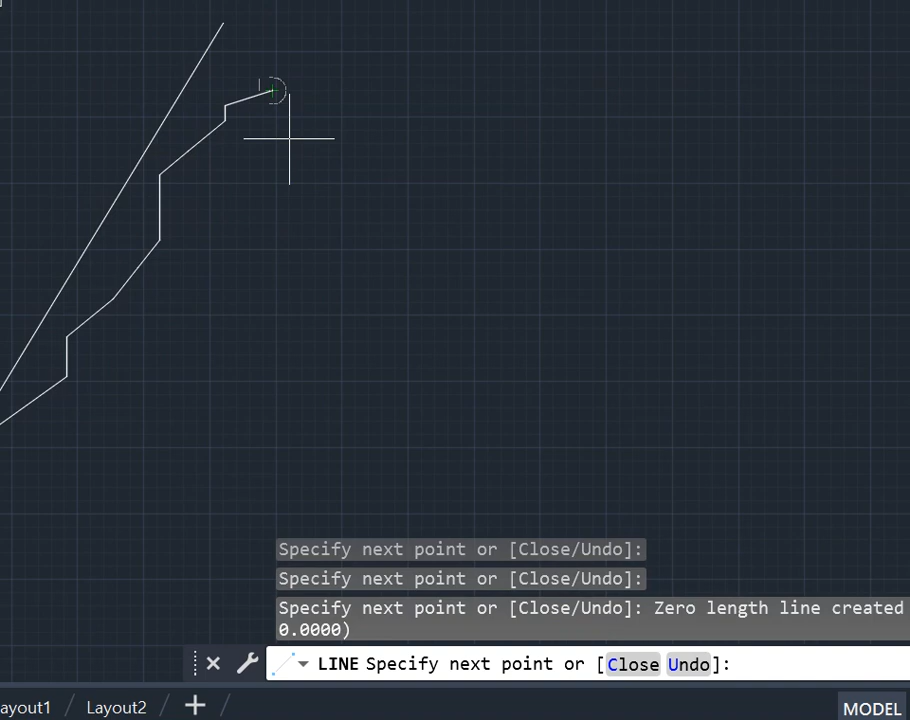 Specify next point or [Close/Undo]:
Specify next point or [Close/Undo]:
Specify next point or [Close/Undo]: Zero length line created
0.0000)
LINE Specify next point or [Close Undo]:
ayout1 / Layout2 + /
MODEL